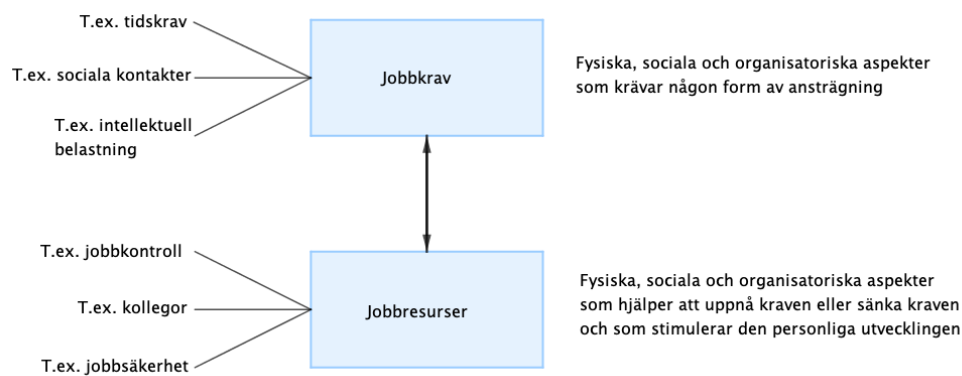 T.ex. tidskrav
T.ex. sociala kontakter
T.ex. intellektuell
belastning
Jobbkrav
Fysiska, sociala och organisatoriska aspekter
som krävar någon form av ansträgning
T.ex. jobbkontroll
T.ex. kollegor
T.ex. jobbsäkerhet
Jobbresurser
Fysiska, sociala och organisatoriska aspekter
som hjälper att uppnå kraven eller sänka kraven
och som stimulerar den personliga utvecklingen